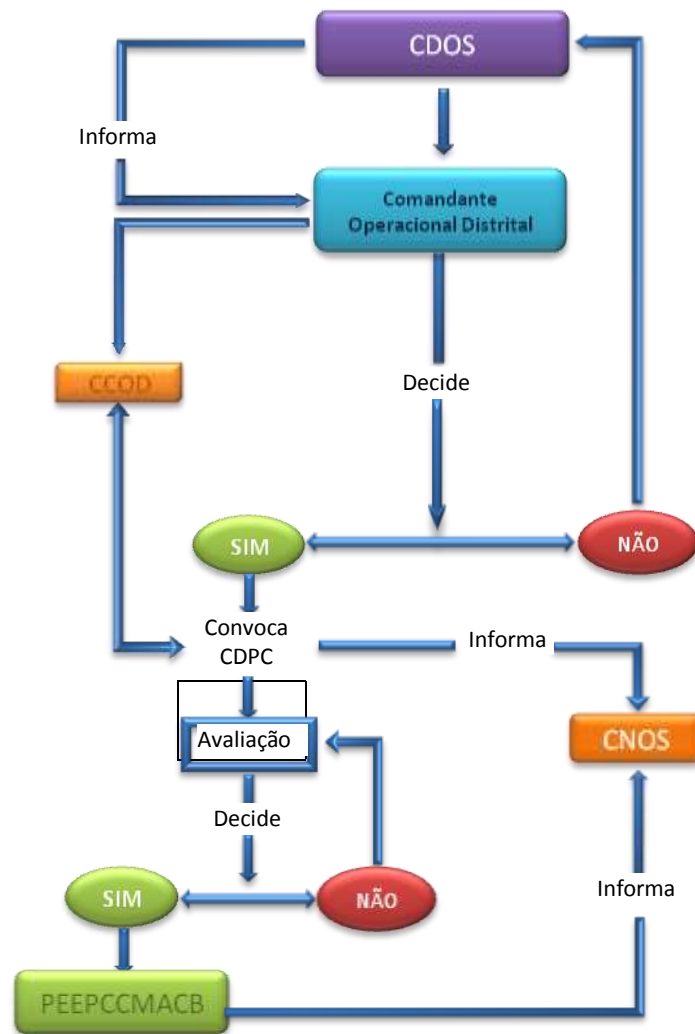 CDOS
Informa
Comandante
Operacional Distrital
CCOD
Decide
SIM
NÃO
Convoca
CDPC
Informa
CNOS
Avaliação
Decide
SIM
NÃO
Informa
PEEPCCMACB